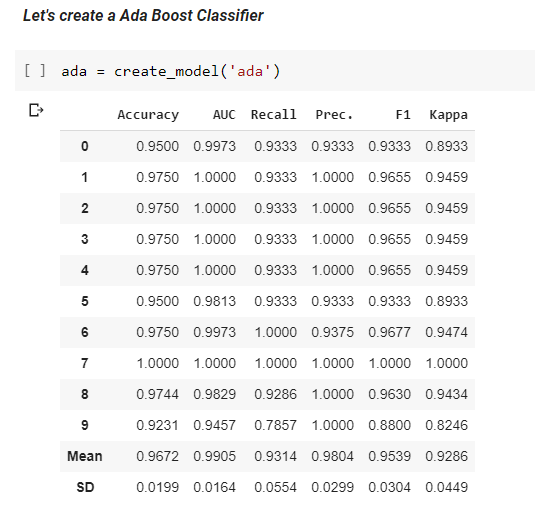 Let's create a Ada Boost Classifier
[ ] ada = create_model('ada')
Accuracy AUC Recall Prec. F1 Kappa
0 0.9500 0.9973 0.9333 0.9333 0.9333 0.8933
1 0.9750 1.0000 0.9333 1.0000 0.9655 0.9459
2 0.9750 1.0000 0.9333 1.0000 0.9655 0.9459
3 0.9750 1.0000 0.9333 1.0000 0.9655 0.9459
4 0.9750 1.0000 0.9333 1.0000 0.9655 0.9459
5 0.9500 0.9813 0.9333 0.9333 0.9333 0.8933
6 0.9750 0.9973 1.0000 0.9375 0.9677 0.9474
7 1.0000 1.0000 1.0000 1.0000 1.0000 1.0000
8 0.9744 0.9829 0.9286 1.0000 0.9630 0.9434
9 0.9231 0.9457 0.7857 1.0000 0.8800 0.8246
Mean 0.9672 0.9905 0.9314 0.9804 0.9539 0.9286
SD 0.0199 0.0164 0.0554 0.0299 0.0304 0.0449